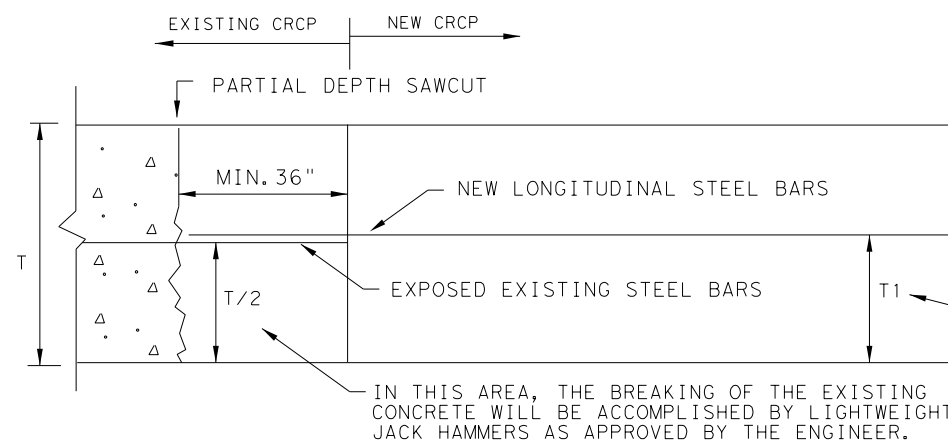 EXISTING CRCP
NEW CRCP
PARTIAL DEPTH SAWCUT
MIN. 36"
NEW LONGITUDINAL STEEL BARS
T
T/2
EXPOSED EXISTING STEEL BARS
T1
IN THIS AREA, THE BREAKING OF THE EXISTING
CONCRETE WILL BE ACCOMPLISHED BY LIGHTWEIGHT
JACK HAMMERS AS APPROVED BY THE ENGINEER.